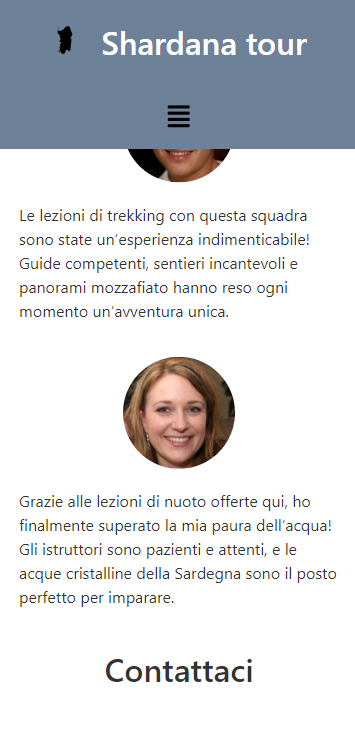 Shardana tour
Le lezioni di trekking con questa squadra
sono state un’esperienza indimenticabile!
Guide competenti, sentieri incantevoli e
panorami mozzafiato hanno reso ogni
momento un’avventura unica.
Grazie alle lezioni di nuoto offerte qui, ho
finalmente superato la mia paura dell’acqua!
Gli istruttori sono pazienti e attenti, e le
acque cristalline della Sardegna sono il posto
perfetto per imparare.
Contattaci